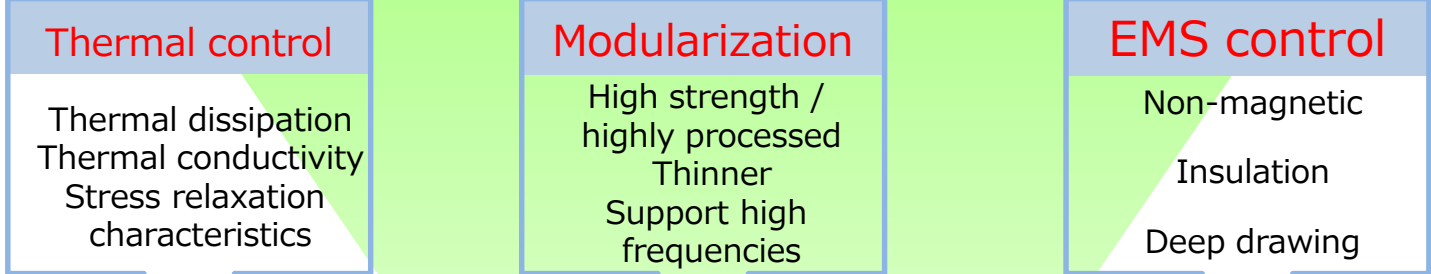 Thermal control
Thermal dissipation
Thermal conductivity
Stress relaxation
characteristics
Modularization
High strength /
highly processed
Thinner
Support high
frequencies
EMS control
Non-magnetic
Insulation
Deep drawing